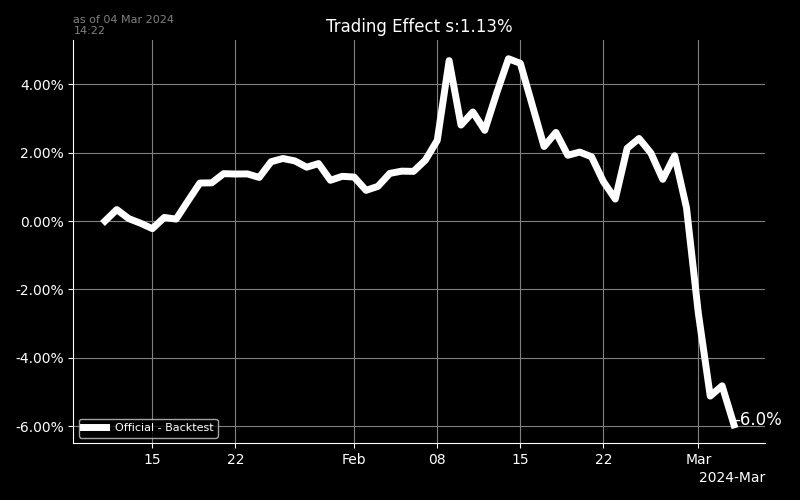 as of 04 Mar 2024
14:22
Trading Effect s:1.13%
4.00%
2.00%
0.00%
-2.00%
-4.00%
-6.00%
-6.0%
Official - Backtest
15
22
Feb
08
15
22
Mar
2024-Mar